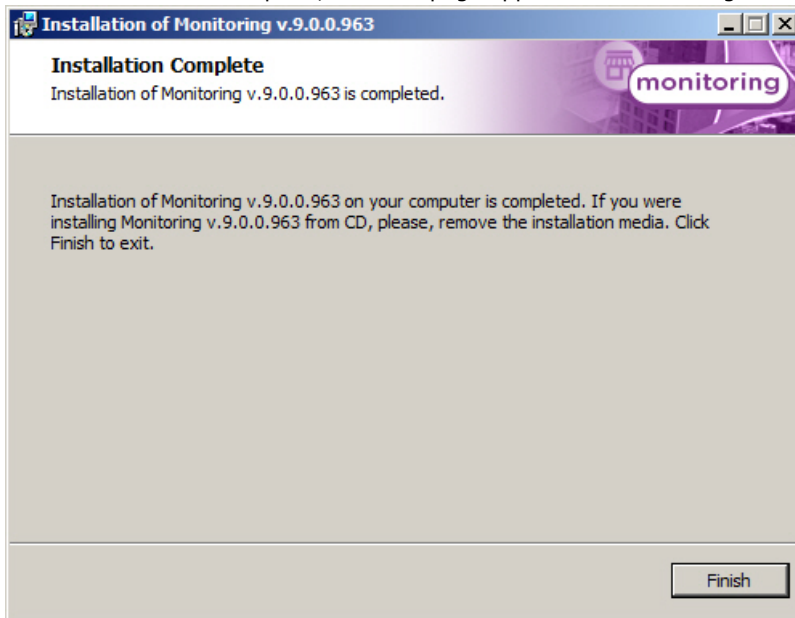 Installation of Monitoring v.9.0.0.963
Installation Complete
Installation of Monitoring v.9.0.0.963 is completed.
monitoring
Installation of Monitoring v.9.0.0.963 on your computer is completed. If you were
installing Monitoring v.9.0.0.963 from CD, please, remove the installation media. Click
Finish to exit.
Finish